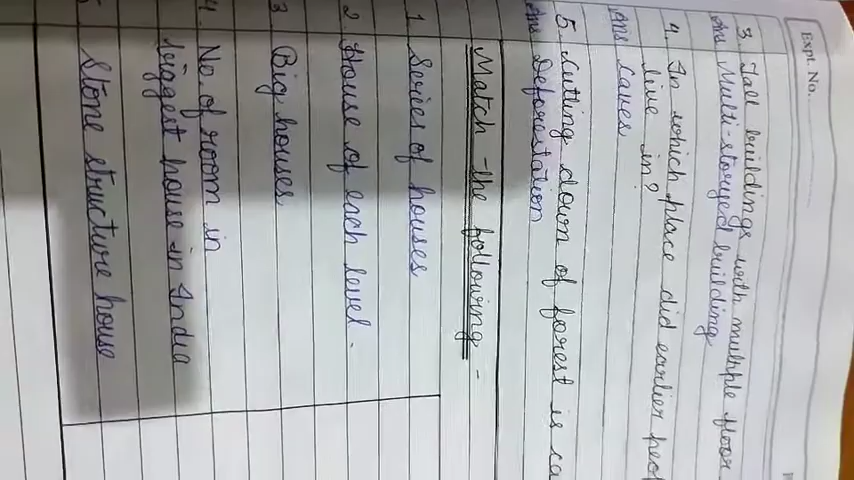 Expt. No.
3. Tall buildings with multiple floor
Ans Multi-storyed building
4. In which place did earlier peop
live in?
Ans Caves
5. Cutting down of forest is ca
Ans Deforestation
Match the following -
1 Series of houses
2 House of each level.
3 Big houses
4. No. of room in
biggest house in India
5 Stone structure house